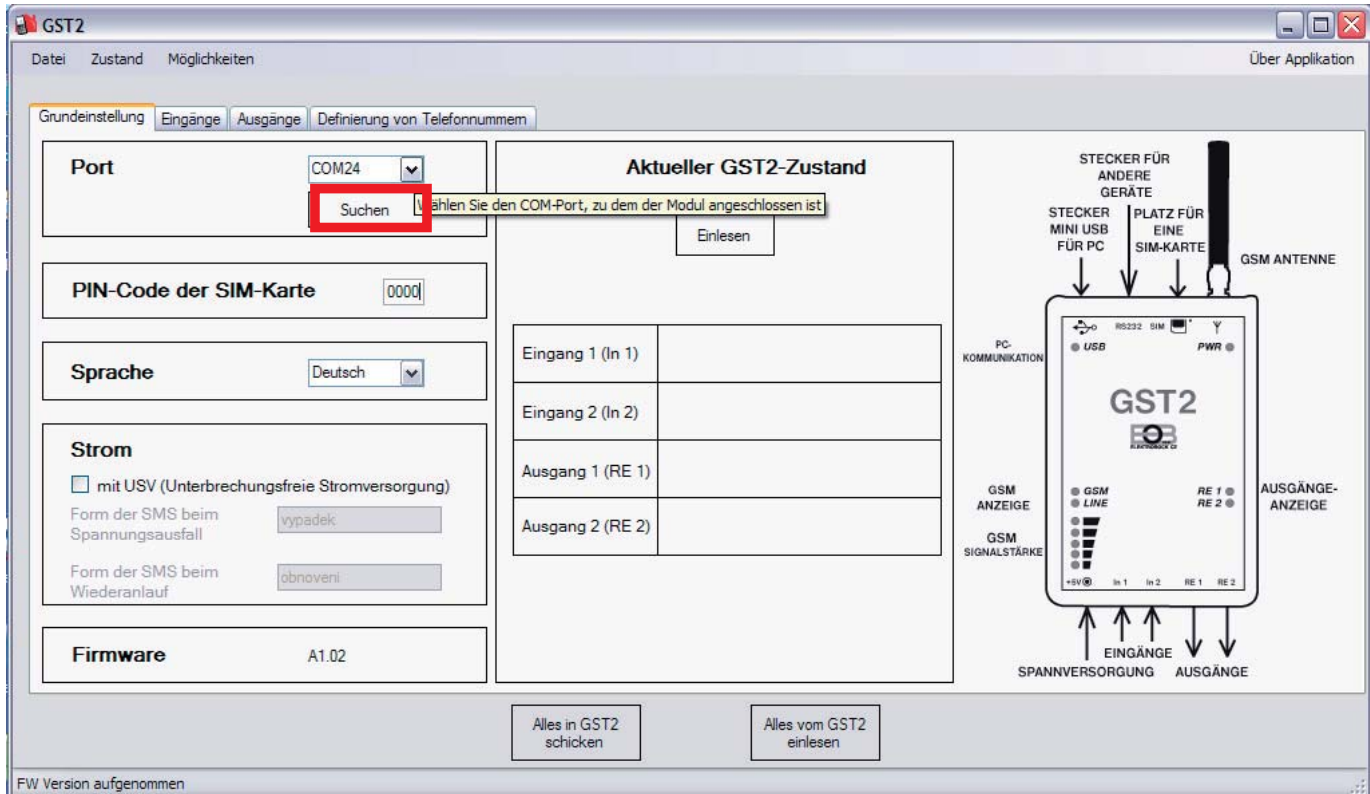 GST2
Datei Zustand Möglichkeiten Über Applikation
Grundeinstellung Eingänge Ausgänge Definierung von Telefonnummern
Port COM24
Suchen
Wählen Sie den COM-Port, zu dem der Modul angeschlossen ist
PIN-Code der SIM-Karte 0000
Sprache Deutsch
Strom
mit USV (Unterbrechungsfreie Stromversorgung)
Form der SMS beim
Spannungsausfall
vypadek
Form der SMS beim
Wiederanlauf
obnoveni
Firmware A1.02
Aktueller GST2-Zustand
Einlesen
Eingang 1 (In 1)
Eingang 2 (In 2)
Ausgang 1 (RE 1)
Ausgang 2 (RE 2)
STECKER FÜR
ANDERE
GERÄTE
STECKER
MINI USB
FÜR PC
PLATZ FÜR
EINE
SIM-KARTE
GSM ANTENNE
RS232 SIM
PC-
KOMMUNIKATION
USB PWR
GST2
EOB
ELEKTROBOCK CZ
GSM
ANZEIGE
GSM RE 1
LINE RE 2
AUSGÄNGE-
ANZEIGE
GSM
SIGNALSTÄRKE
+5V In 1 In 2 RE 1 RE 2
EINGÄNGE
SPANNVERSORGUNG AUSGÄNGE
Alles in GST2
schicken
Alles vom GST2
einlesen
FW Version aufgenommen